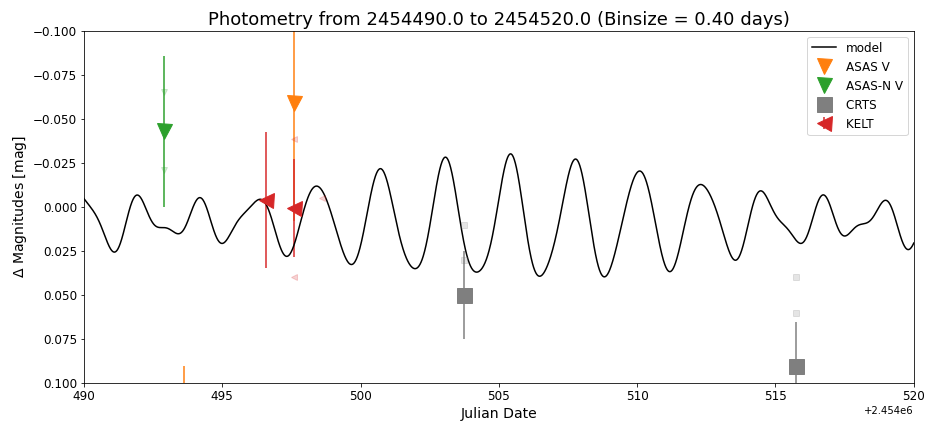 Photometry from 2454490.0 to 2454520.0 (Binsize = 0.40 days)
−0.100
−0.075
−0.050
−0.025
0.000
0.025
0.050
0.075
0.100
Δ Magnitudes [mag]
model
ASAS V
ASAS-N V
CRTS
KELT
490
495
500
505
510
515
520
+2.454e6
Julian Date